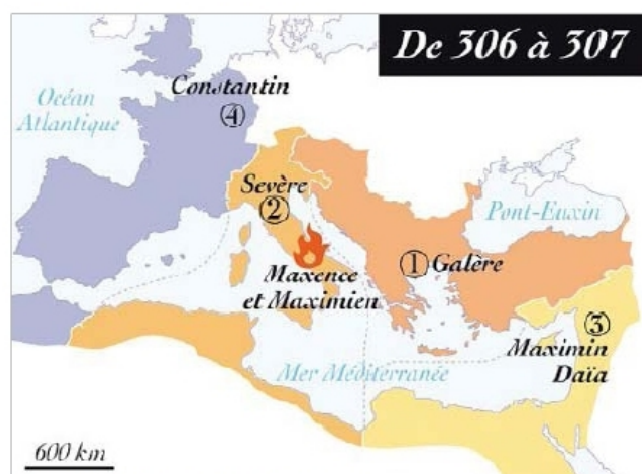 De 306 à 307
Constantin
④
Océan
Atlantique
Sevère
②
Pont-Euxin
① Galère
Maxence
et Maximien
③
Maximin
Daïa
Mer Méditerranée
600 km